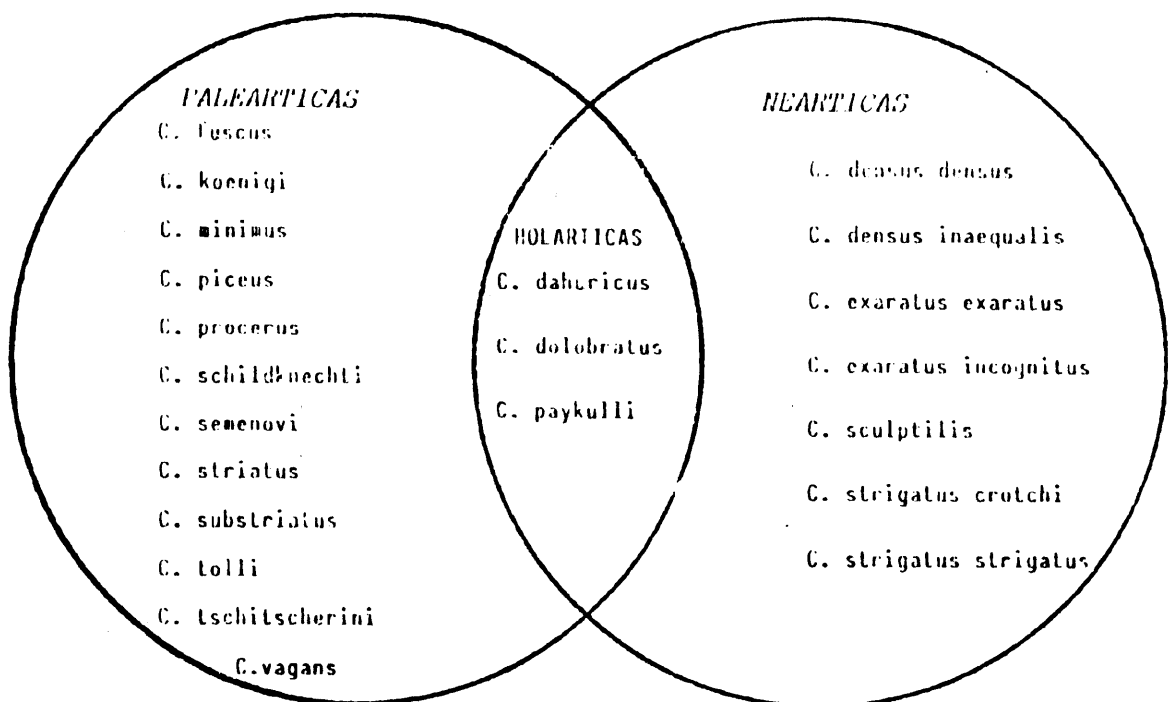 PALEARTICAS
C. fuscus
C. koenigi
C. minimus
C. piceus
C. procerus
C. schildknechti
C. semenovi
C. striatus
C. substriatus
C. tolli
C. tschitscherini
C.vagans
HOLARTICAS
C. dahuricus
C. dolobratus
C. paykulli
NEARTICAS
C. densus densus
C. densus inaequalis
C. exaratus exaratus
C. exaratus incognitus
C. sculptilis
C. strigatus crotchi
C. strigatus strigatus